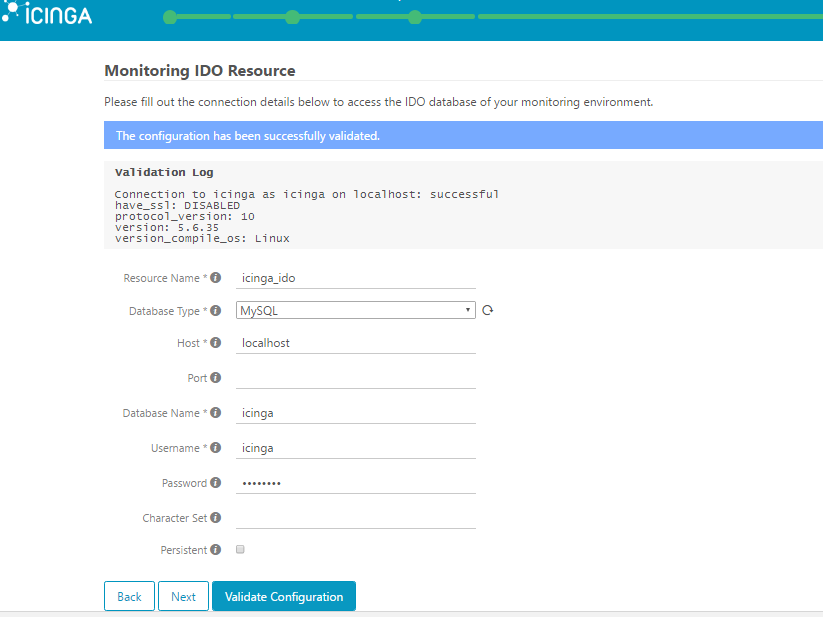 ICINGA
Monitoring IDO Resource
Please fill out the connection details below to access the IDO database of your monitoring environment.
The configuration has been successfully validated.
Validation Log
Connection to icinga as icinga on localhost: successful
have_ssl: DISABLED
protocol_version: 10
version: 5.6.35
version_compile_os: Linux
Resource Name * icinga_ido
Database Type * MySQL
Host * localhost
Port
Database Name * icinga
Username * icinga
Password ••••••••
Character Set
Persistent
Back Next Validate Configuration